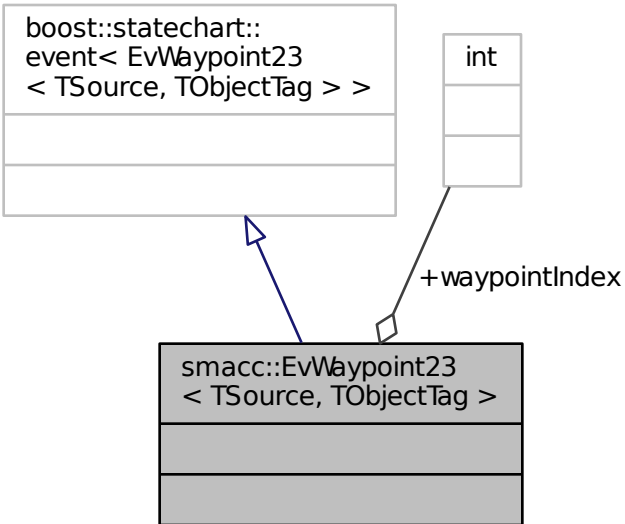 boost::statechart::
event< EvWaypoint23
< TSource, TObjectTag > >
int
+waypointIndex
smacc::EvWaypoint23
< TSource, TObjectTag >